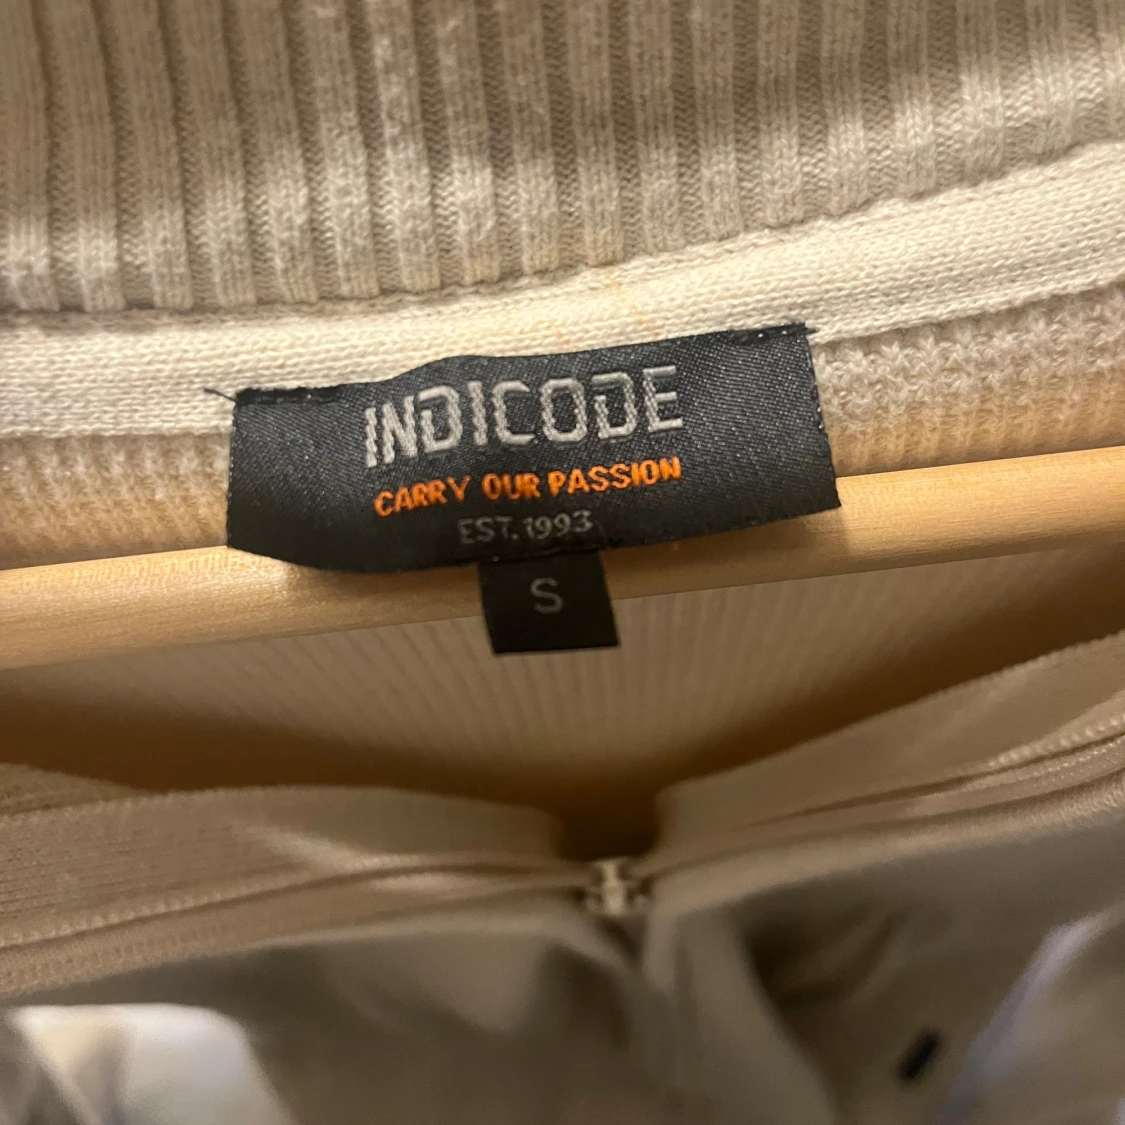 INDICODE
CARRY OUR PASSION
EST. 1993
S